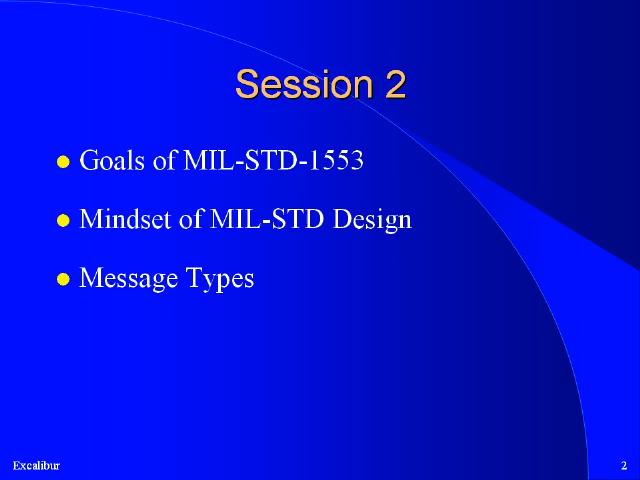 Session 2
Goals of MIL-STD-1553
Mindset of MIL-STD Design
Message Types
Excalibur
2